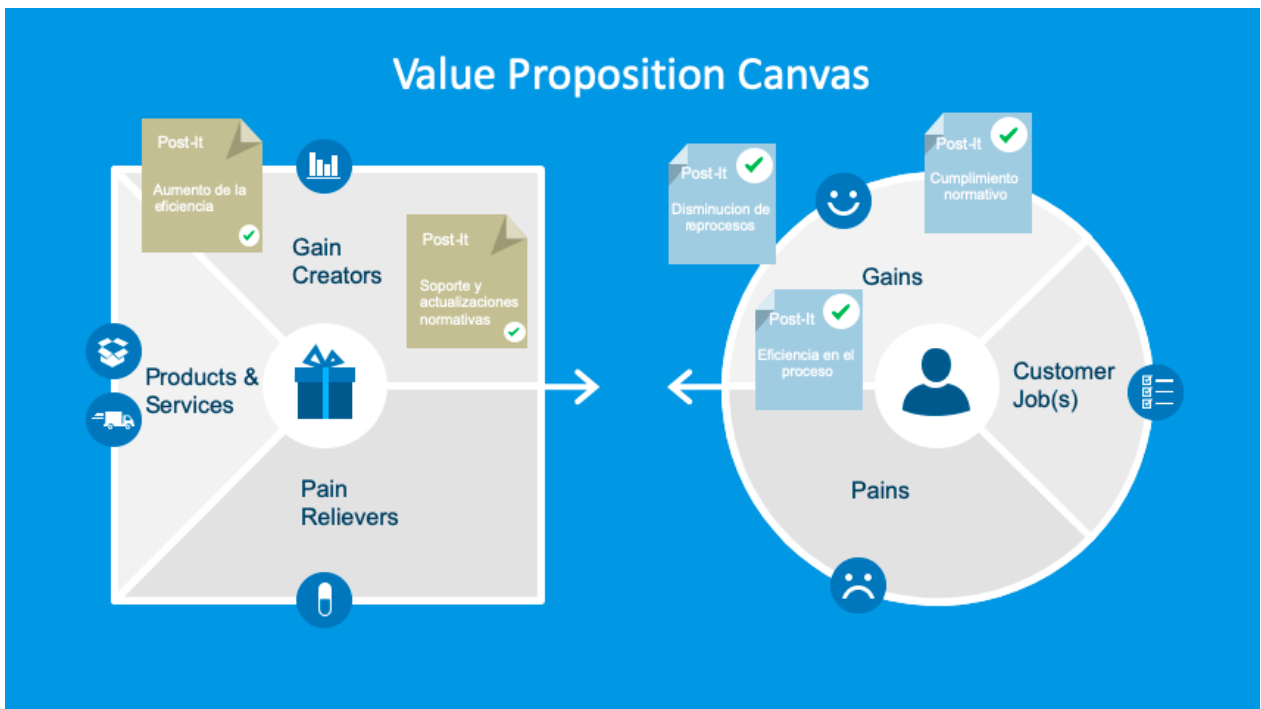 Value Proposition Canvas
Post-It
Aumento de la
eficiencia
Gain
Creators
Post-It
Soporte y
actualizaciones
normativas
Products &
Services
Pain
Relievers
Post-It
Disminucion de
reprocesos
Post-It
Cumplimiento
normativo
Gains
Post-It
Eficiencia en el
proceso
Customer
Job(s)
Pains